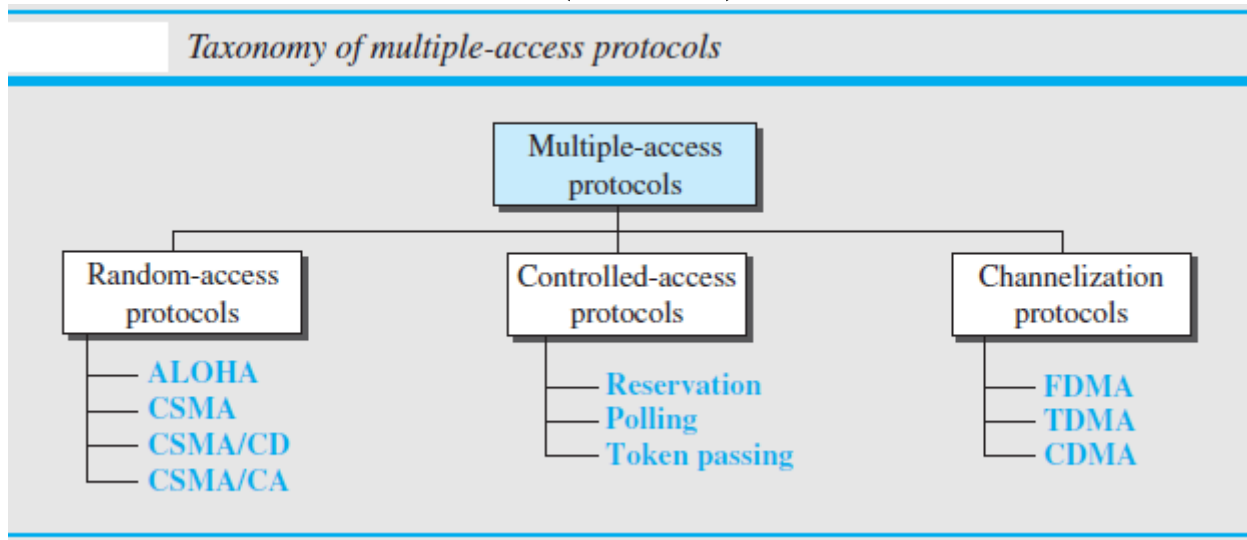 Taxonomy of multiple-access protocols
Multiple-access
protocols
Random-access
protocols
ALOHA
CSMA
CSMA/CD
CSMA/CA
Controlled-access
protocols
Reservation
Polling
Token passing
Channelization
protocols
FDMA
TDMA
CDMA